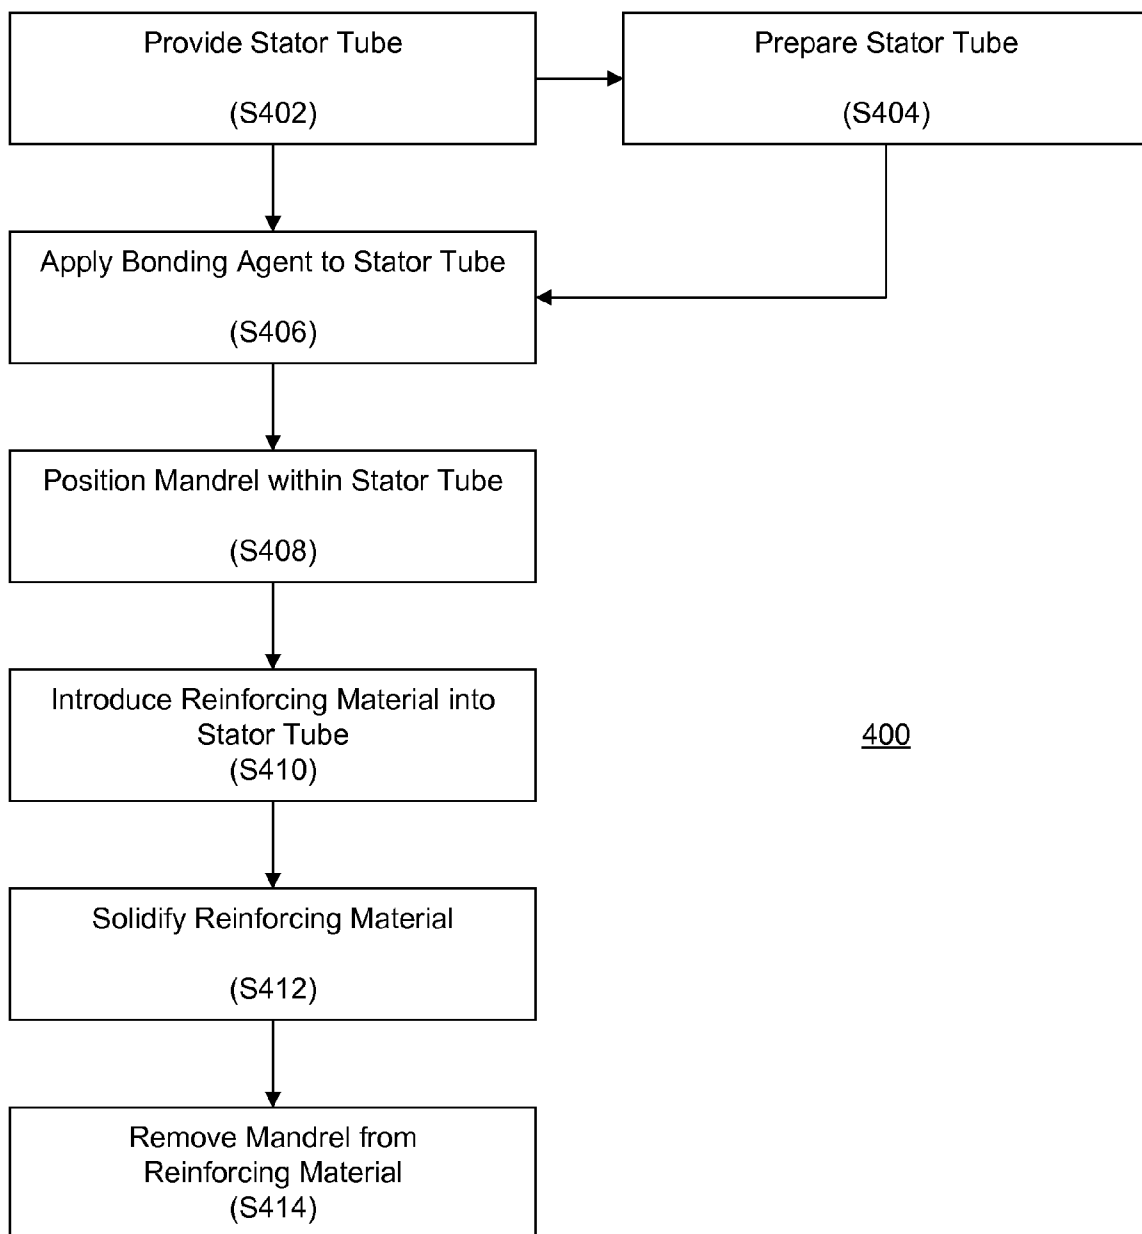 Provide Stator Tube
(S402)
Prepare Stator Tube
(S404)
Apply Bonding Agent to Stator Tube
(S406)
Position Mandrel within Stator Tube
(S408)
Introduce Reinforcing Material into
Stator Tube
(S410)
400
Solidify Reinforcing Material
(S412)
Remove Mandrel from
Reinforcing Material
(S414)